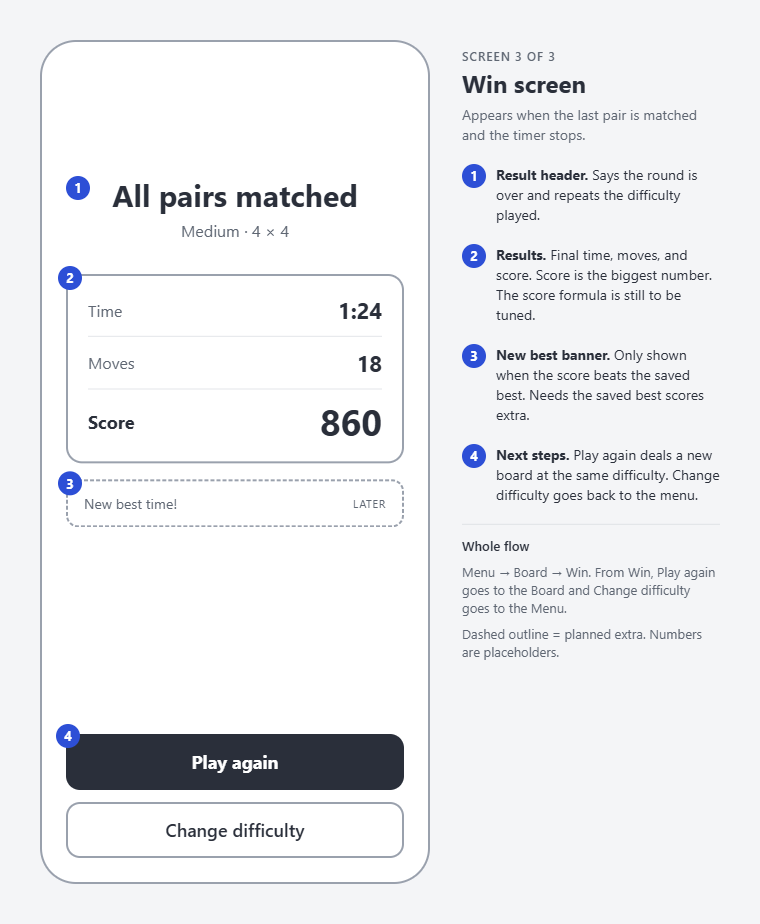 1
All pairs matched
Medium · 4 × 4
2
Time 1:24
Moves 18
Score 860
3
New best time! LATER
4
Play again
Change difficulty
SCREEN 3 OF 3
Win screen
Appears when the last pair is matched
and the timer stops.
1 Result header. Says the round is
over and repeats the difficulty
played.
2 Results. Final time, moves, and
score. Score is the biggest number.
The score formula is still to be
tuned.
3 New best banner. Only shown
when the score beats the saved
best. Needs the saved best scores
extra.
4 Next steps. Play again deals a new
board at the same difficulty. Change
difficulty goes back to the menu.
Whole flow
Menu → Board → Win. From Win, Play again
goes to the Board and Change difficulty
goes to the Menu.
Dashed outline = planned extra. Numbers
are placeholders.